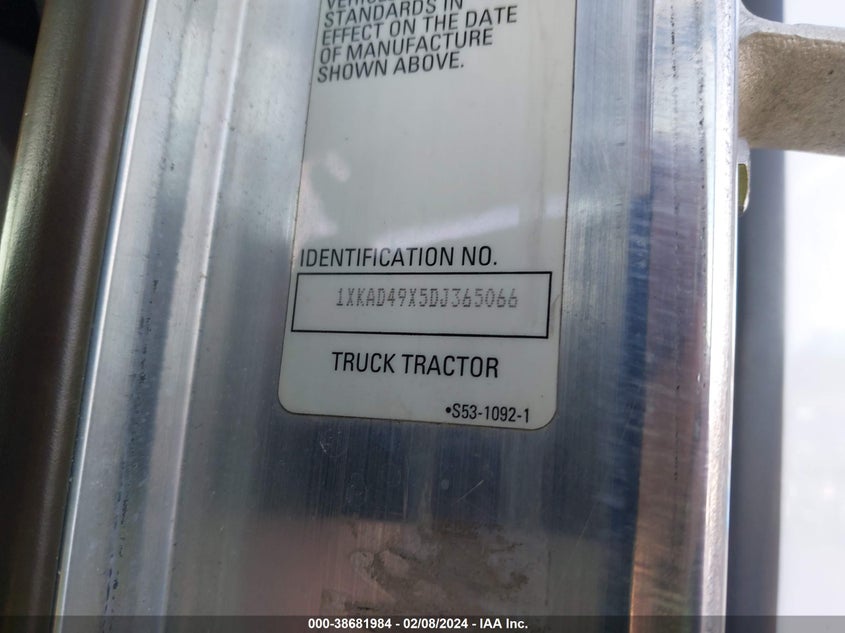 STANDARDS IN
EFFECT ON THE DATE
OF MANUFACTURE
SHOWN ABOVE.
IDENTIFICATION NO.
1XKAD49X5DJ365066
TRUCK TRACTOR
•S53-1092-1
000-38681984 - 02/08/2024 - IAA Inc.